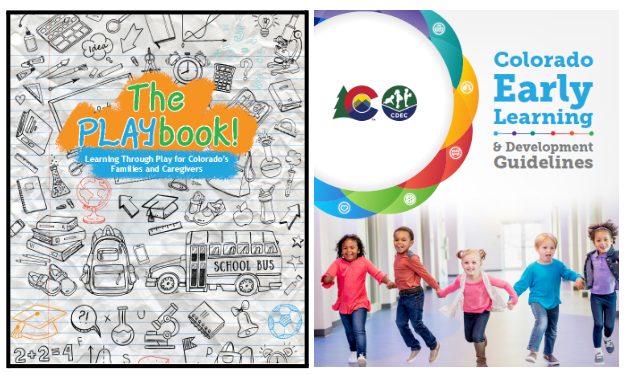 Idea
The
PLAYbook!
Learning Through Play for Colorado's
Families and Caregivers
SCHOOL BUS
?!
X
U
2+2=4
F
A
S
P
C
CDEC
Colorado
Early
Learning
& Development
Guidelines